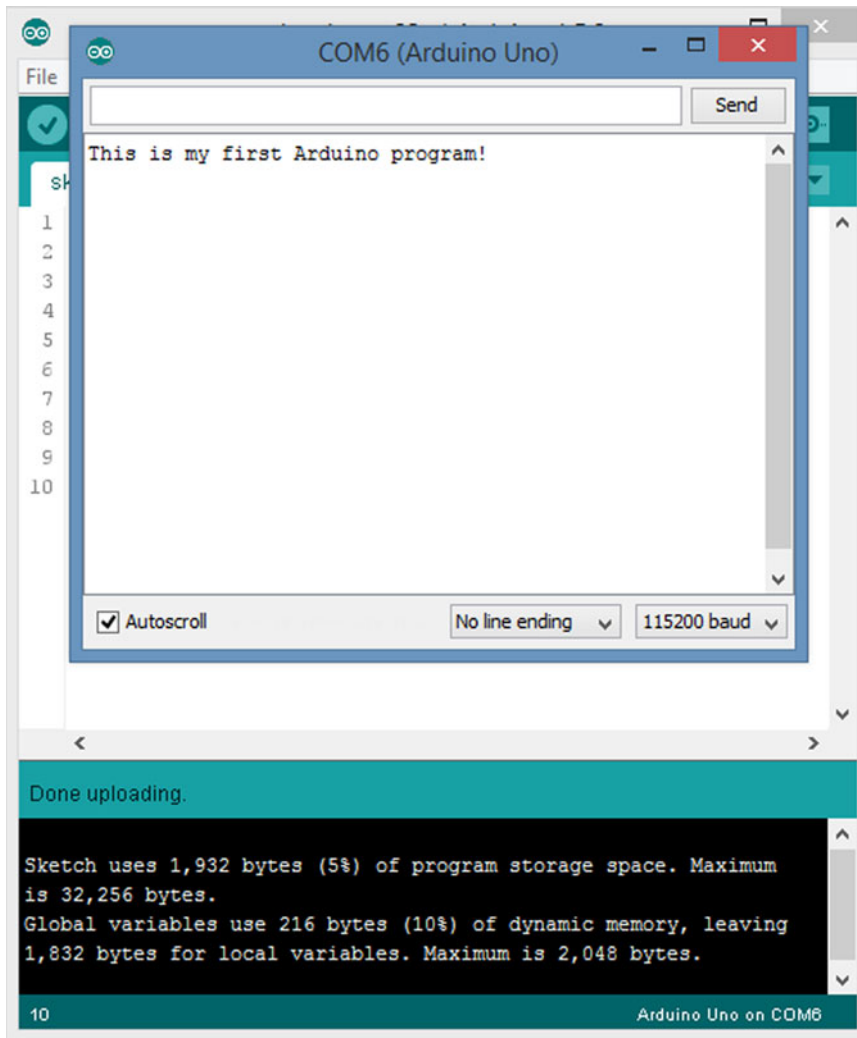 COM6 (Arduino Uno)
File
Send
This is my first Arduino program!
sk
1
2
3
4
5
6
7
8
9
10
Autoscroll
No line ending
115200 baud
Done uploading.
Sketch uses 1,932 bytes (5%) of program storage space. Maximum
is 32,256 bytes.
Global variables use 216 bytes (10%) of dynamic memory, leaving
1,832 bytes for local variables. Maximum is 2,048 bytes.
10
Arduino Uno on COM6